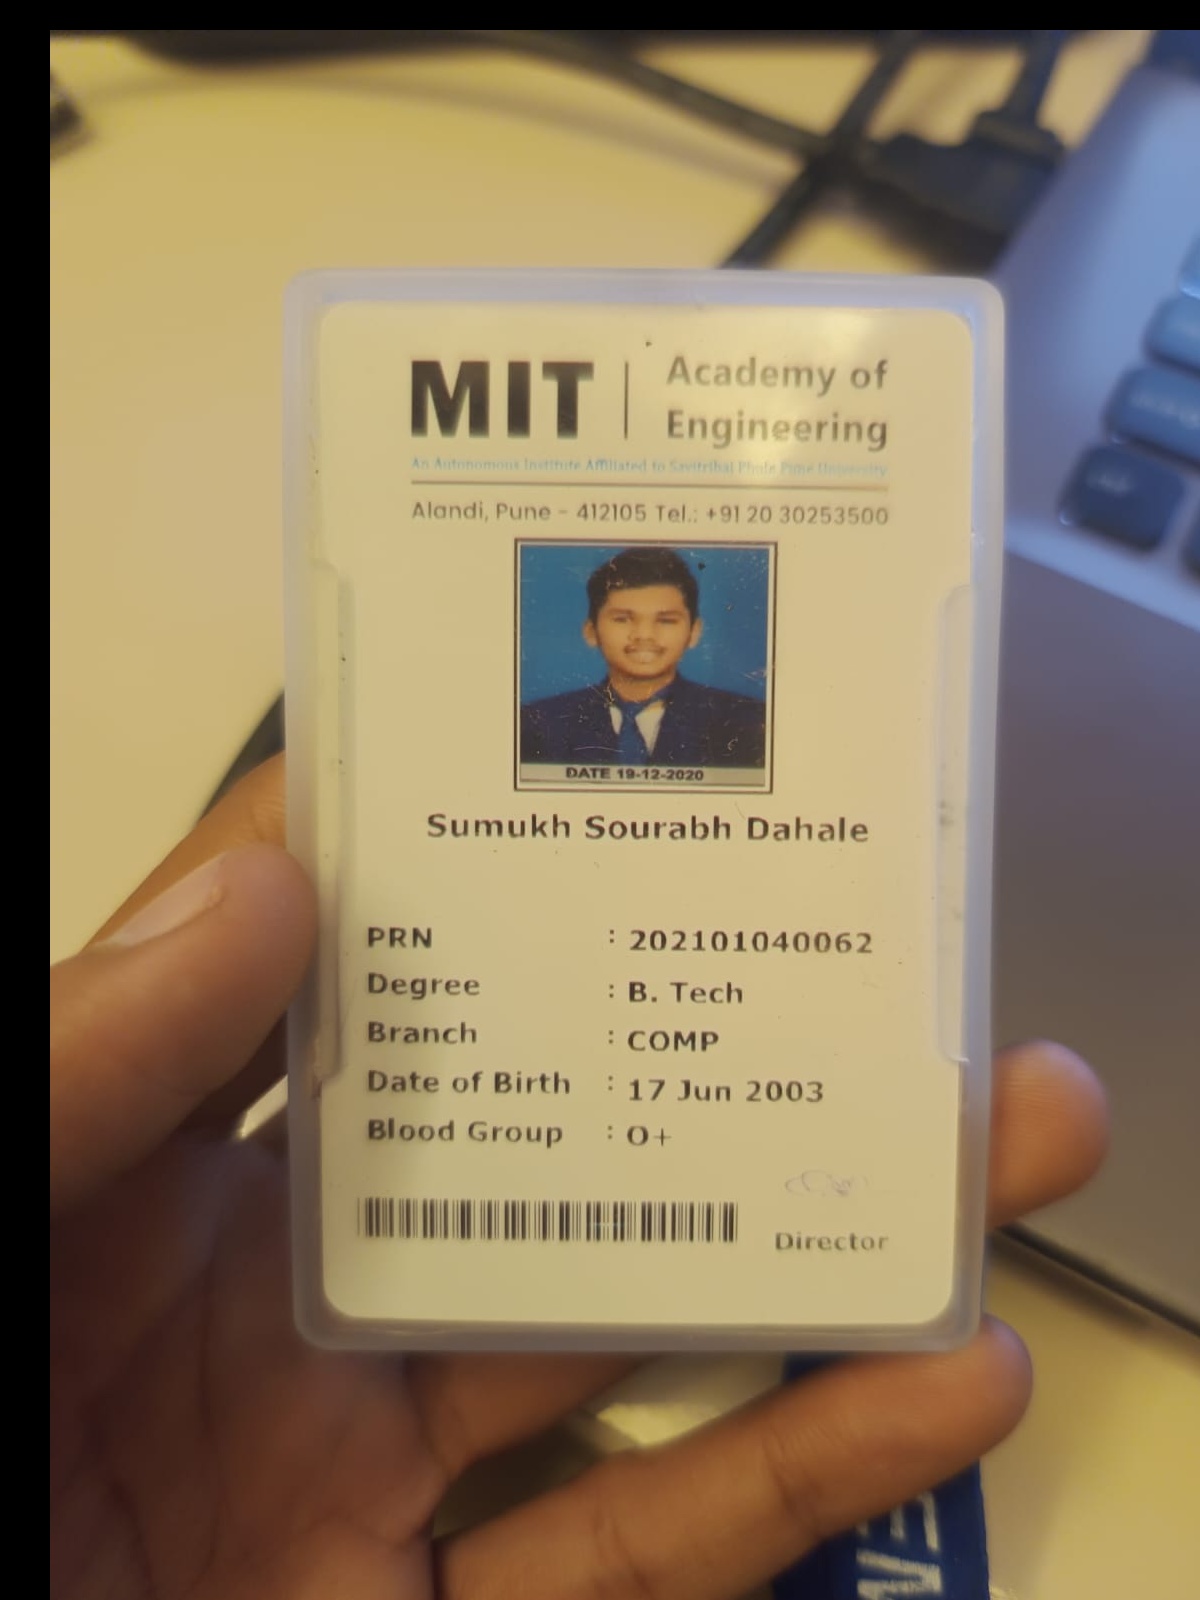 MIT | Academy of
Engineering
An Autonomous Institute Affiliated to Savitribai Phule Pune University
Alandi, Pune - 412105 Tel.: +91 20 30253500
DATE 19-12-2020
Sumukh Sourabh Dahale
PRN : 202101040062
Degree : B. Tech
Branch : COMP
Date of Birth : 17 Jun 2003
Blood Group : O+
Director